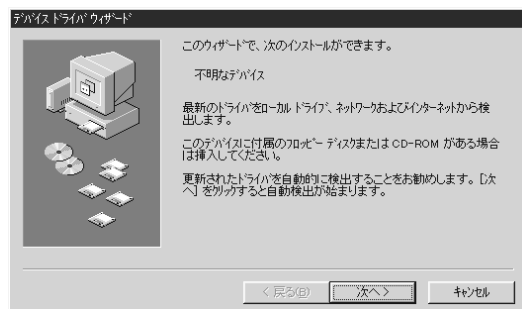 デバイス ドライバ ウィザード
このウィザードで、次のインストールができます。
不明なデバイス
最新のドライバをローカル ドライブ、ネットワークおよびインターネットから検
出します。
このデバイスに付属のフロッピー ディスクまたは CD-ROM がある場合
は挿入してください。
更新されたドライバを自動的に検出することをお勧めします。[次
へ] をクリックすると自動検出が始まります。
< 戻る(B)
次へ >
キャンセル